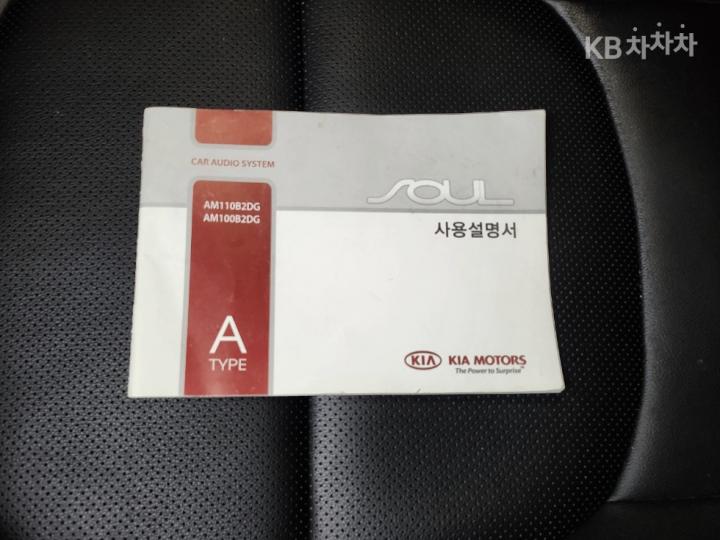 KB차차차
CAR AUDIO SYSTEM
AM110B2DG
AM100B2DG
SOUL
사용설명서
A
TYPE
KIA KIA MOTORS
The Power to Surprise™